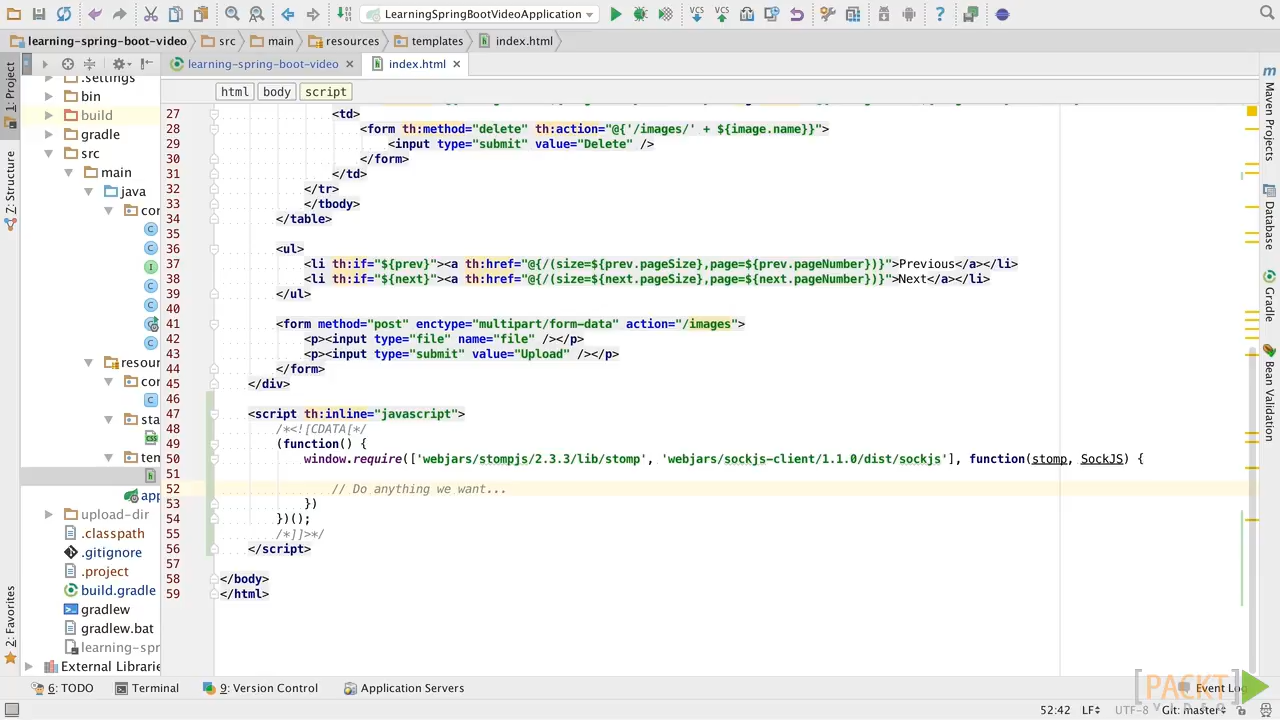 LearningSpringBootVideoApplication
learning-spring-boot-video src main resources templates index.html
learning-spring-boot-video index.html
html body script
1: Project
Z: Structure
2: Favorites
.settings
bin
build
gradle
src
main
java
resour
upload-dir
.classpath
.gitignore
.project
build.gradle
gradlew
gradlew.bat
learning-spr
External Librarie
27 <td>
28 <form th:method="delete" th:action="@{'/images/' + ${image.name}}">
29 <input type="submit" value="Delete" />
30 </form>
31 </td>
32 </tr>
33 </tbody>
34 </table>
35
36 <ul>
37 <li th:if="${prev}"><a th:href="@{/(size=${prev.pageSize},page=${prev.pageNumber})}">Previous</a></li>
38 <li th:if="${next}"><a th:href="@{/(size=${next.pageSize},page=${next.pageNumber})}">Next</a></li>
39 </ul>
40
41 <form method="post" enctype="multipart/form-data" action="/images">
42 <p><input type="file" name="file" /></p>
43 <p><input type="submit" value="Upload" /></p>
44 </form>
45 </div>
46
47 <script th:inline="javascript">
48 /*<![CDATA[*/
49 (function() {
50 window.require(['webjars/stompjs/2.3.3/lib/stomp', 'webjars/sockjs-client/1.1.0/dist/sockjs'], function(stomp, SockJS) {
51
52 // Do anything we want...
53 })
54 })();
55 /*]]>*/
56 </script>
57
58 </body>
59 </html>
Maven Projects
Database
Gradle
Bean Validation
6: TODO Terminal 9: Version Control Application Servers Event Log
52:42 LF UTF-8 Git: master
PACKT
VIDEO